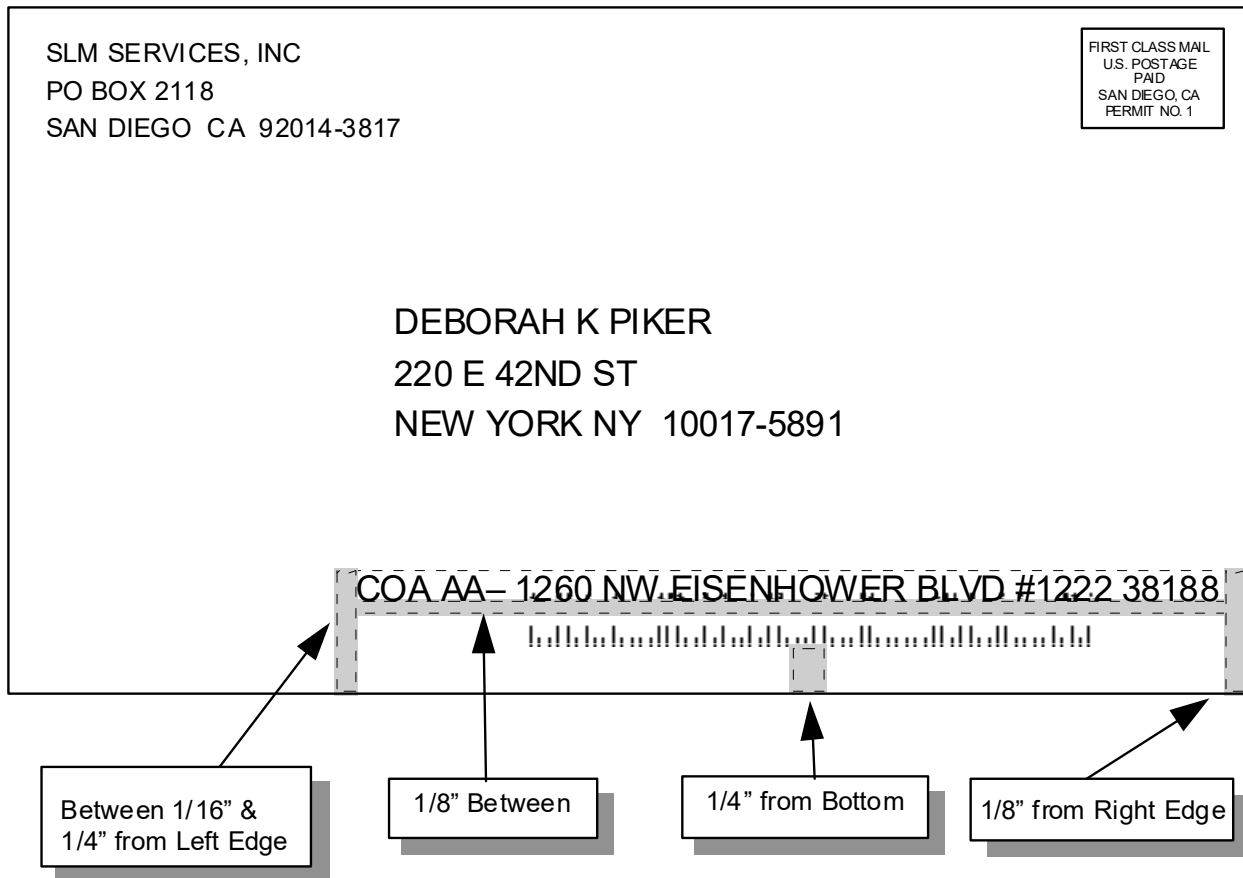 SLM SERVICES, INC
PO BOX 2118
SAN DIEGO  CA  92014-3817
FIRST CLASS MAIL
U.S. POSTAGE
PAID
SAN DIEGO, CA
PERMIT NO. 1
DEBORAH K PIKER
220 E 42ND ST
NEW YORK NY  10017-5891
COA AA– 1260 NW EISENHOWER BLVD #1222 38188
Between 1/16” &
1/4” from Left Edge
1/8” Between
1/4” from Bottom
1/8” from Right Edge